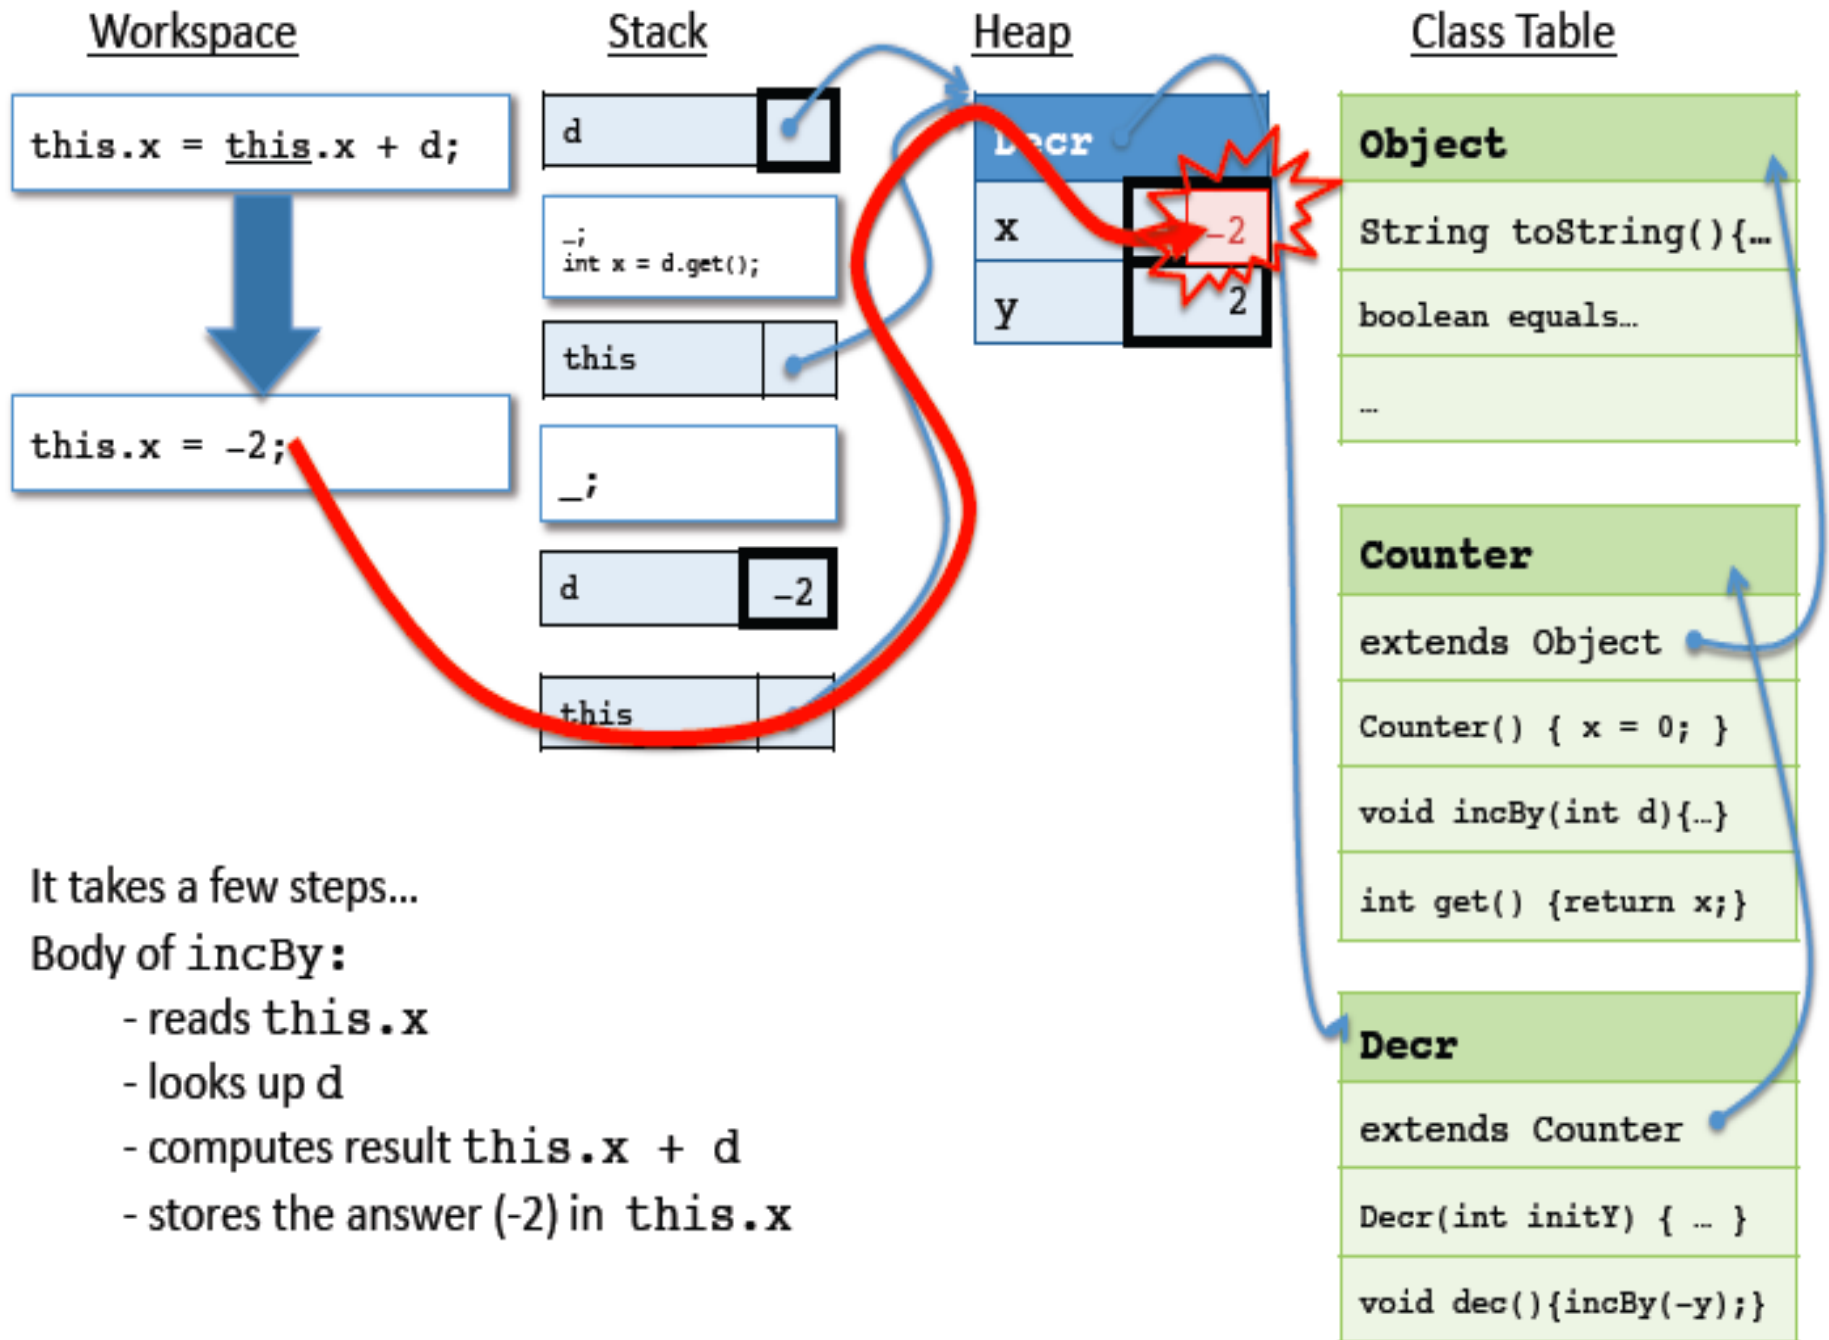 Workspace
Stack
Heap
Class Table
this.x = this.x + d;
this.x = -2;
d
_;
int x = d.get();
this
_;
d
-2
this
Decr
x
-2
y
2
Object
String toString(){…
boolean equals…
…
Counter
extends Object
Counter() { x = 0; }
void incBy(int d){…}
int get() {return x;}
Decr
extends Counter
Decr(int initY) { … }
void dec(){incBy(-y);}
It takes a few steps…
Body of incBy:
- reads this.x
- looks up d
- computes result this.x + d
- stores the answer (-2) in this.x